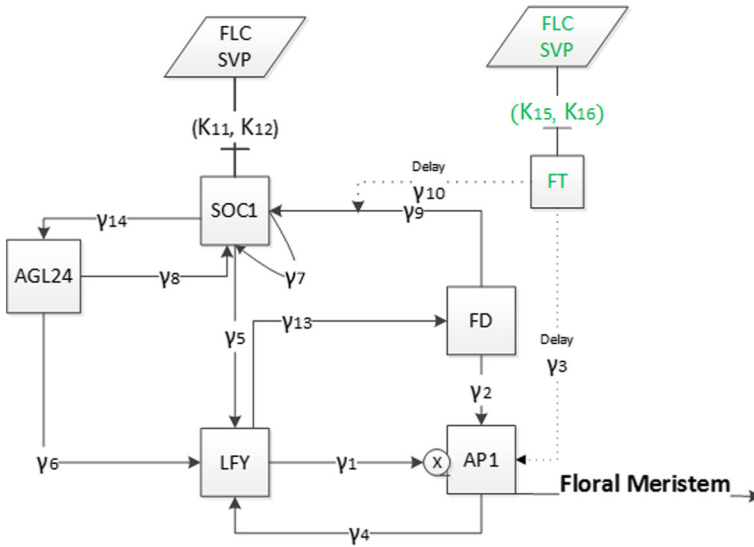 FLC
SVP
FLC
SVP
(K11, K12)
(K15, K16)
Delay
FT
γ10
γ14
SOC1
γ9
AGL24
γ8
γ7
γ5
γ13
FD
Delay
γ3
γ2
γ6
LFY
γ1
X
AP1
Floral Meristem
γ4